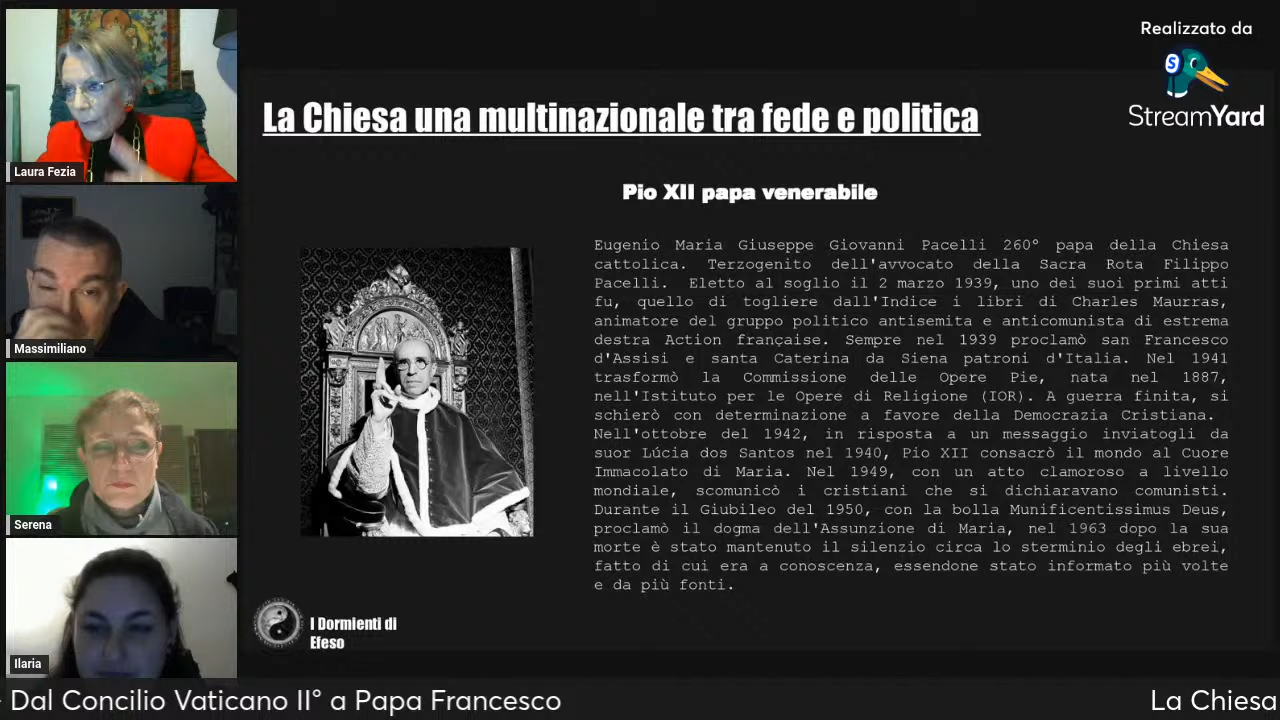 Realizzato da
StreamYard
La Chiesa una multinazionale tra fede e politica
Pio XII papa venerabile
Eugenio Maria Giuseppe Giovanni Pacelli 260° papa della Chiesa
cattolica. Terzogenito dell'avvocato della Sacra Rota Filippo
Pacelli. Eletto al soglio il 2 marzo 1939, uno dei suoi primi atti
fu, quello di togliere dall'Indice i libri di Charles Maurras,
animatore del gruppo politico antisemita e anticomunista di estrema
destra Action française. Sempre nel 1939 proclamò san Francesco
d'Assisi e santa Caterina da Siena patroni d'Italia. Nel 1941
trasformò la Commissione delle Opere Pie, nata nel 1887,
nell'Istituto per le Opere di Religione (IOR). A guerra finita, si
schierò con determinazione a favore della Democrazia Cristiana.
Nell'ottobre del 1942, in risposta a un messaggio inviatogli da
suor Lúcia dos Santos nel 1940, Pio XII consacrò il mondo al Cuore
Immacolato di Maria. Nel 1949, con un atto clamoroso a livello
mondiale, scomunicò i cristiani che si dichiaravano comunisti.
Durante il Giubileo del 1950, con la bolla Munificentissimus Deus,
proclamò il dogma dell'Assunzione di Maria, nel 1963 dopo la sua
morte è stato mantenuto il silenzio circa lo sterminio degli ebrei,
fatto di cui era a conoscenza, essendone stato informato più volte
e da più fonti.
I Dormienti di
Efeso
Laura Fezia
Massimiliano
Serena
Ilaria
Dal Concilio Vaticano II° a Papa Francesco
La Chiesa